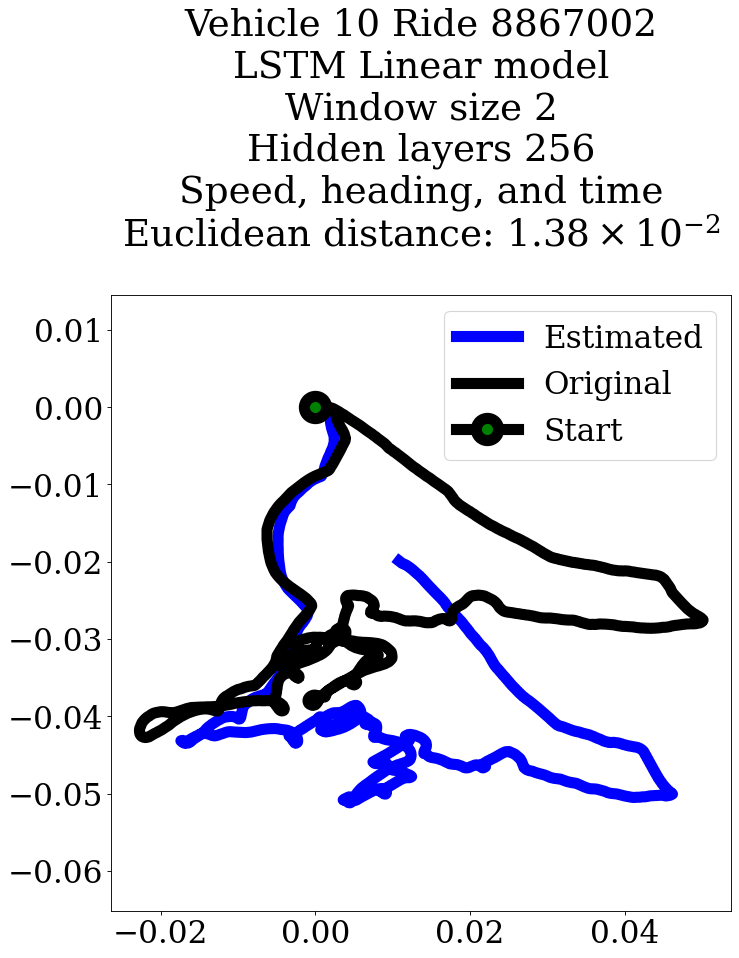 Vehicle 10 Ride 8867002
LSTM Linear model
Window size 2
Hidden layers 256
Speed, heading, and time
Euclidean distance: 1.38 × 10⁻²
Estimated
Original
Start
0.01
0.00
−0.01
−0.02
−0.03
−0.04
−0.05
−0.06
−0.02 0.00 0.02 0.04